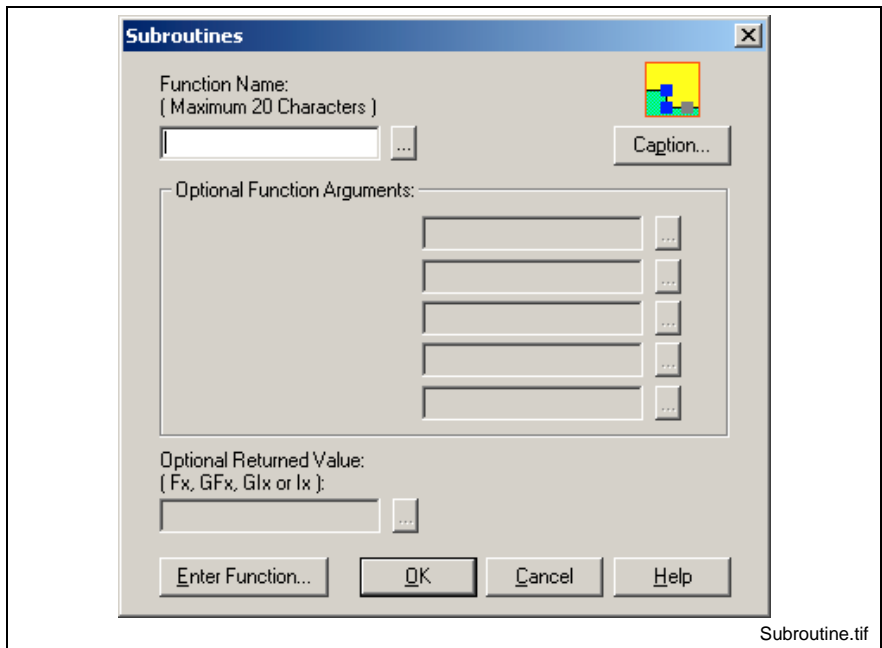 Subroutines
Function Name:
( Maximum 20 Characters )
...
Caption...
Optional Function Arguments:
...
...
...
...
...
Optional Returned Value:
( Fx, GFx, GIx or Ix ):
...
Enter Function...
OK
Cancel
Help
Subroutine.tif